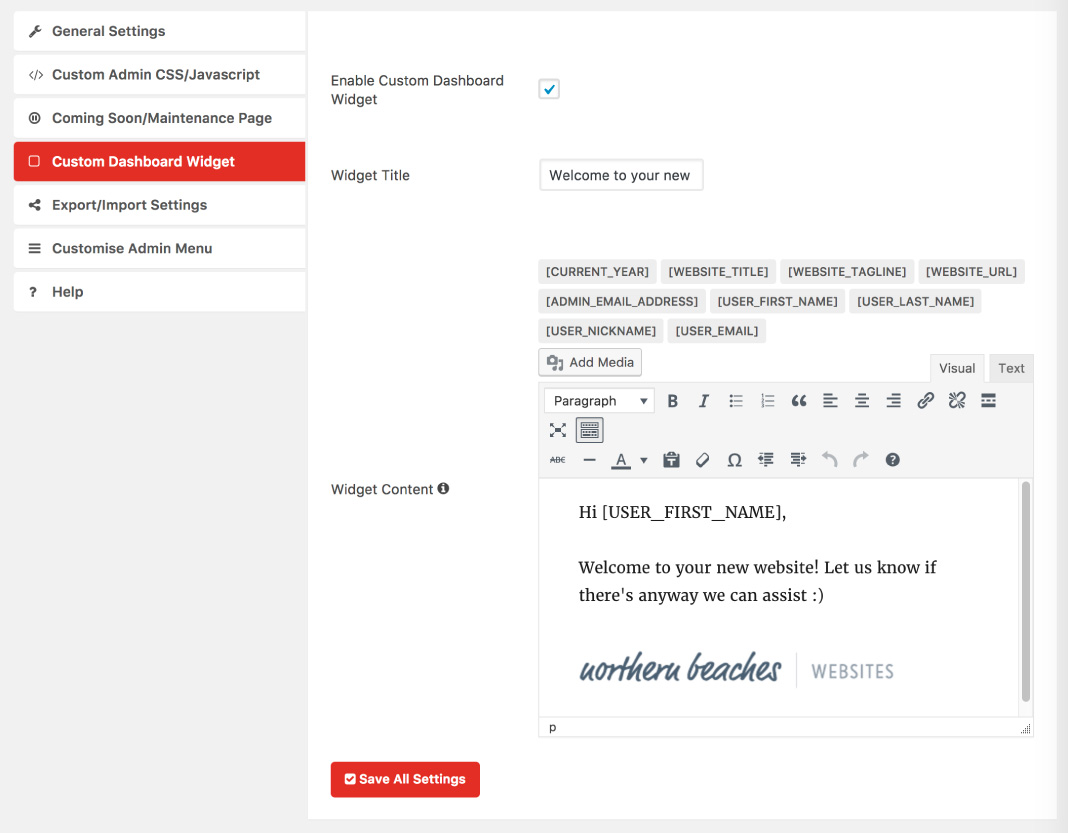 General Settings
</> Custom Admin CSS/Javascript
Coming Soon/Maintenance Page
Custom Dashboard Widget
Export/Import Settings
Customise Admin Menu
? Help
Enable Custom Dashboard
Widget
Widget Title
Welcome to your new
[CURRENT_YEAR] [WEBSITE_TITLE] [WEBSITE_TAGLINE] [WEBSITE_URL]
[ADMIN_EMAIL_ADDRESS] [USER_FIRST_NAME] [USER_LAST_NAME]
[USER_NICKNAME] [USER_EMAIL]
Add Media
Visual Text
Paragraph B I
ABC A Ω
Widget Content
Hi [USER_FIRST_NAME],
Welcome to your new website! Let us know if
there's anyway we can assist :)
northern beaches WEBSITES
p
Save All Settings